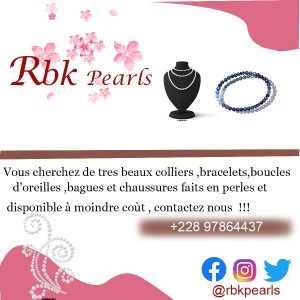 Rbk Pearls
Vous cherchez de tres beaux colliers ,bracelets,boucles
d'oreilles ,bagues et chaussures faits en perles et
disponible à moindre coùt , contactez nous !!!
+228 97864437
@rbkpearls